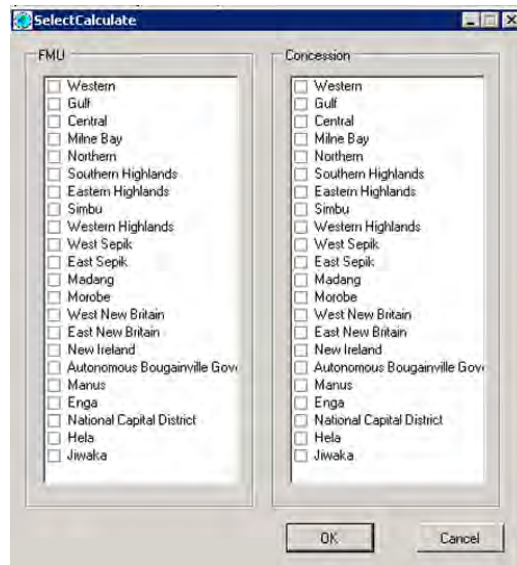 SelectCalculate
FMU
Western
Gulf
Central
Milne Bay
Northern
Southern Highlands
Eastern Highlands
Simbu
Western Highlands
West Sepik
East Sepik
Madang
Morobe
West New Britain
East New Britain
New Ireland
Autonomous Bougainville Gov
Manus
Enga
National Capital District
Hela
Jiwaka
Concession
Western
Gulf
Central
Milne Bay
Northern
Southern Highlands
Eastern Highlands
Simbu
Western Highlands
West Sepik
East Sepik
Madang
Morobe
West New Britain
East New Britain
New Ireland
Autonomous Bougainville Gov
Manus
Enga
National Capital District
Hela
Jiwaka
OK
Cancel